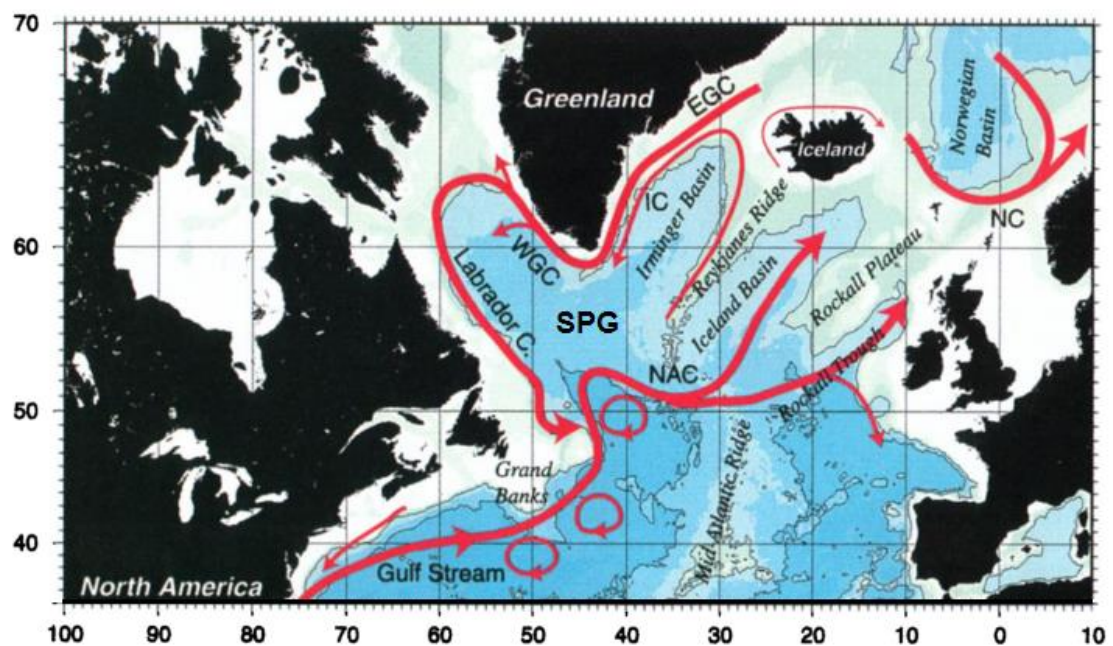 70
60
50
40
Greenland
EGC
Iceland
Norwegian
Basin
NC
IC
Irminger Basin
Reykjanes Ridge
Iceland Basin
Rockall Plateau
Rockall Trough
WGC
Labrador C.
SPG
NAC
Grand
Banks
Mid-Atlantic Ridge
Gulf Stream
North America
100 90 80 70 60 50 40 30 20 10 0 10